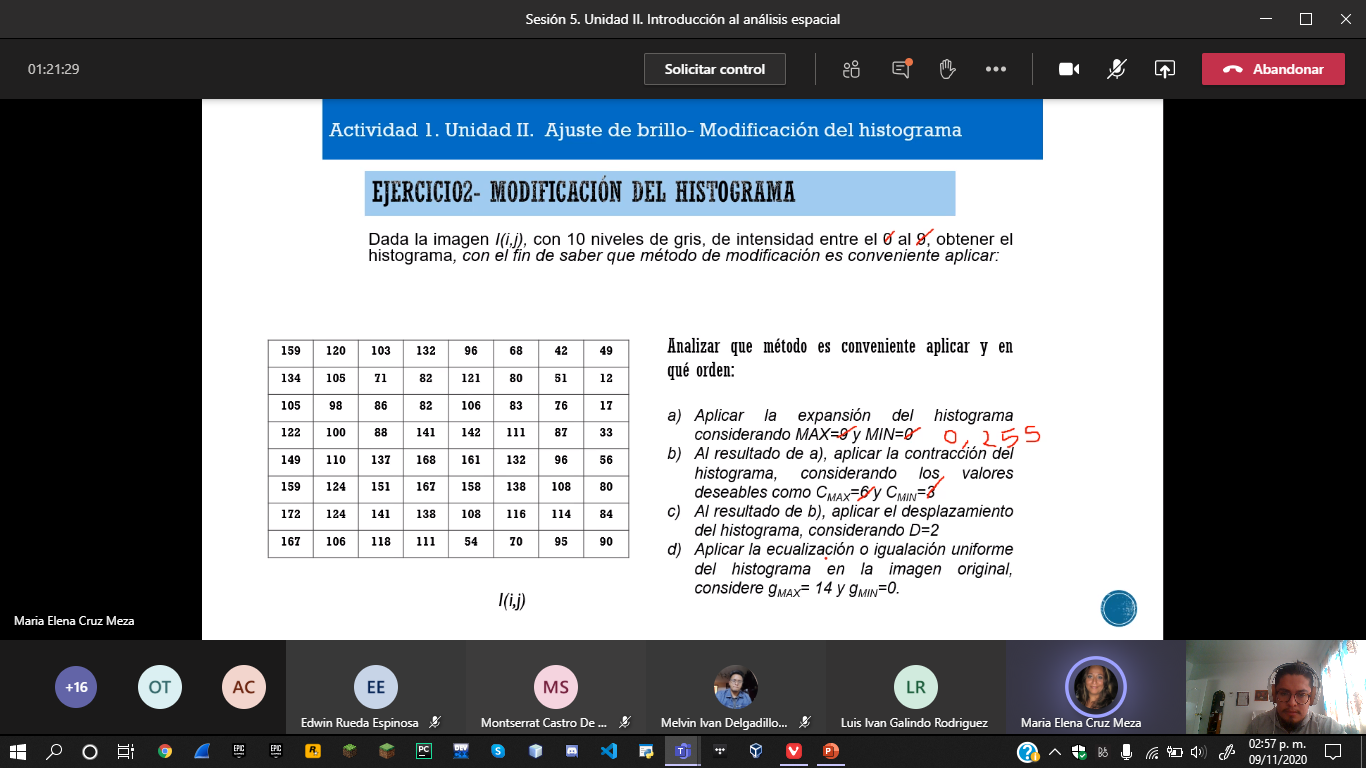 Sesión 5. Unidad II. Introducción al análisis espacial
01:21:29
Solicitar control
Abandonar
Actividad 1. Unidad II. Ajuste de brillo- Modificación del histograma
EJERCICIO2- MODIFICACIÓN DEL HISTOGRAMA
Dada la imagen I(i,j), con 10 niveles de gris, de intensidad entre el 0 al 9, obtener el
histograma, con el fin de saber que método de modificación es conveniente aplicar:
159 120 103 132 96 68 42 49
134 105 71 82 121 80 51 12
105 98 86 82 106 83 76 17
122 100 88 141 142 111 87 33
149 110 137 168 161 132 96 56
159 124 151 167 158 138 108 80
172 124 141 138 108 116 114 84
167 106 118 111 54 70 95 90
I(i,j)
Analizar que método es conveniente aplicar y en
qué orden:
a) Aplicar la expansión del histograma
considerando MAX=9 y MIN=0 0, 255
b) Al resultado de a), aplicar la contracción del
histograma, considerando los valores
deseables como CMAX=6 y CMIN=3
c) Al resultado de b), aplicar el desplazamiento
del histograma, considerando D=2
d) Aplicar la ecualización o igualación uniforme
del histograma en la imagen original,
considere gMAX= 14 y gMIN=0.
Maria Elena Cruz Meza
+16
OT
AC
EE
Edwin Rueda Espinosa
MS
Montserrat Castro De ...
Melvin Ivan Delgadillo...
LR
Luis Ivan Galindo Rodriguez
Maria Elena Cruz Meza
02:57 p. m.
09/11/2020